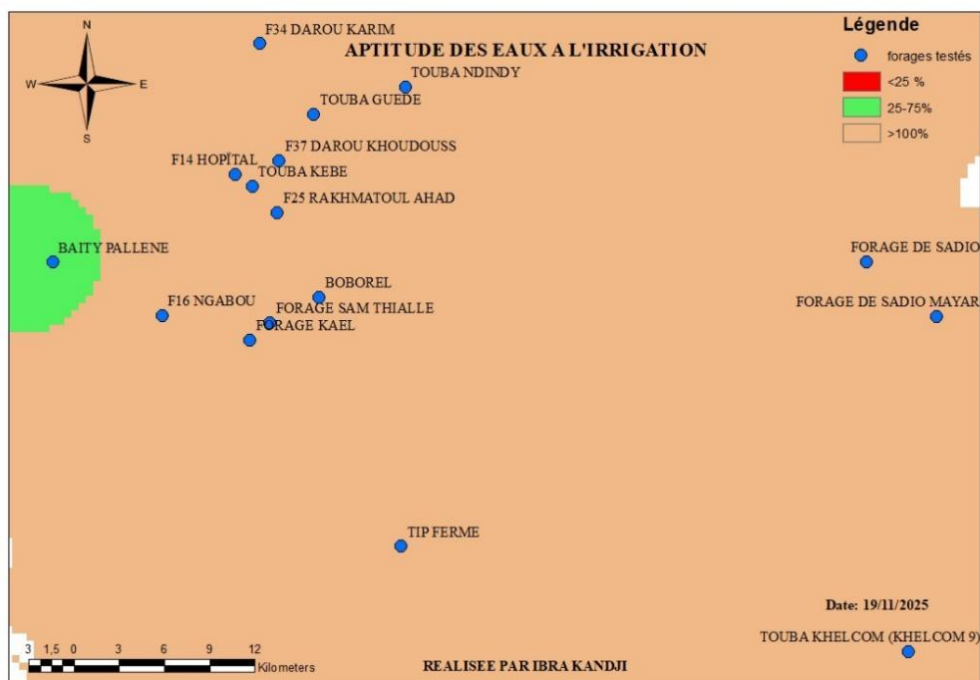 F34 DAROU KARIM
APTITUDE DES EAUX A L'IRRIGATION
Légende
forages testés
<25 %
25-75%
>100%
N
W
E
S
TOUBA NDINDY
TOUBA GUEDE
F37 DAROU KHOUDOUSS
F14 HOPÏTAL
TOUBA KEBE
F25 RAKHMATOUL AHAD
BAITY PALLENE
FORAGE DE SADIO
BOBOREL
F16 NGABOU
FORAGE SAM THIALLE
FORAGE DE SADIO MAYAR
FORAGE KAEL
TIP FERME
Date: 19/11/2025
TOUBA KHELCOM (KHELCOM 9)
3 1,5 0 3 6 9 12
Kilometers
REALISEE PAR IBRA KANDJI